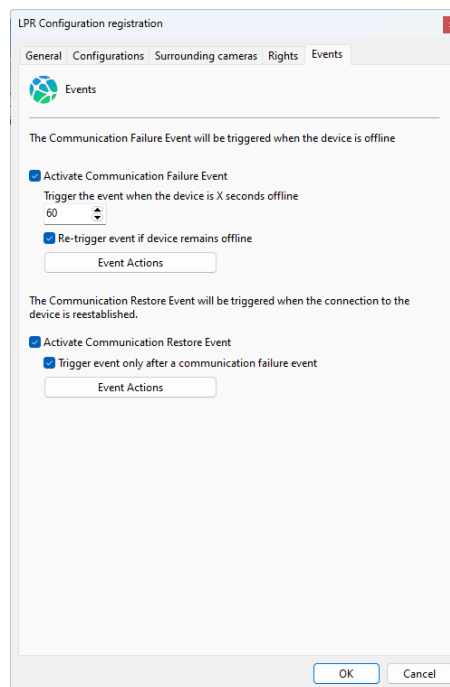 LPR Configuration registration
General Configurations Surrounding cameras Rights Events
Events
The Communication Failure Event will be triggered when the device is offline
Activate Communication Failure Event
Trigger the event when the device is X seconds offline
60
Re-trigger event if device remains offline
Event Actions
The Communication Restore Event will be triggered when the connection to the
device is reestablished.
Activate Communication Restore Event
Trigger event only after a communication failure event
Event Actions
OK Cancel